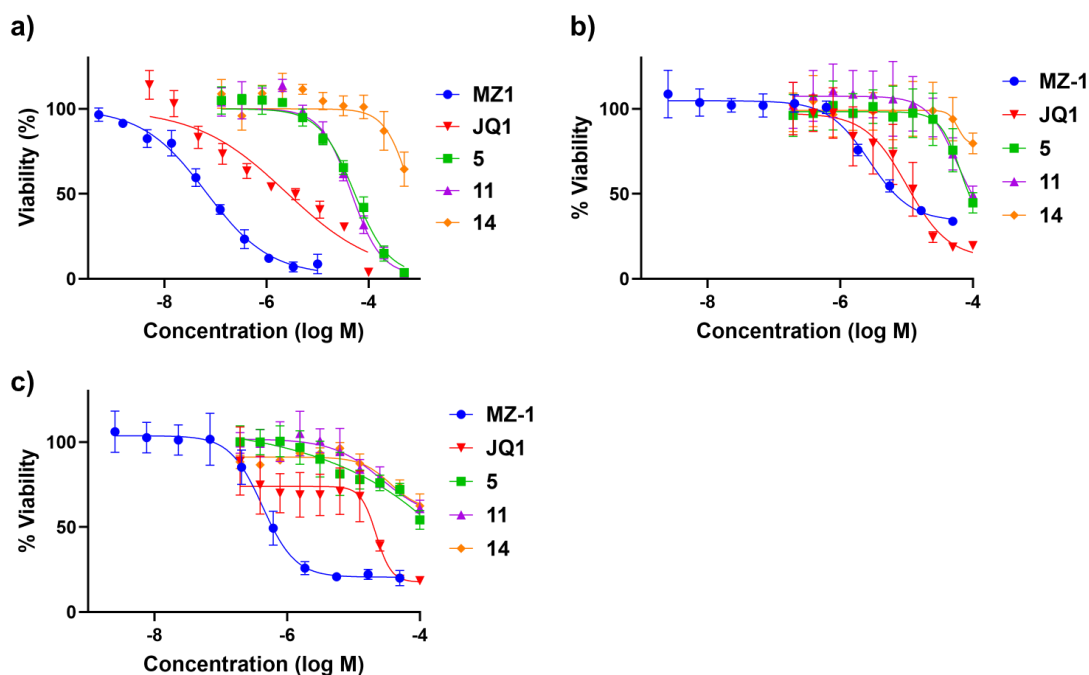 a)
Viability (%)
100
50
0
-8
-6
-4
Concentration (log M)
MZ1
JQ1
5
11
14
b)
% Viability
100
50
0
-8
-6
-4
Concentration (log M)
MZ-1
JQ1
5
11
14
c)
% Viability
100
50
0
-8
-6
-4
Concentration (log M)
MZ-1
JQ1
5
11
14